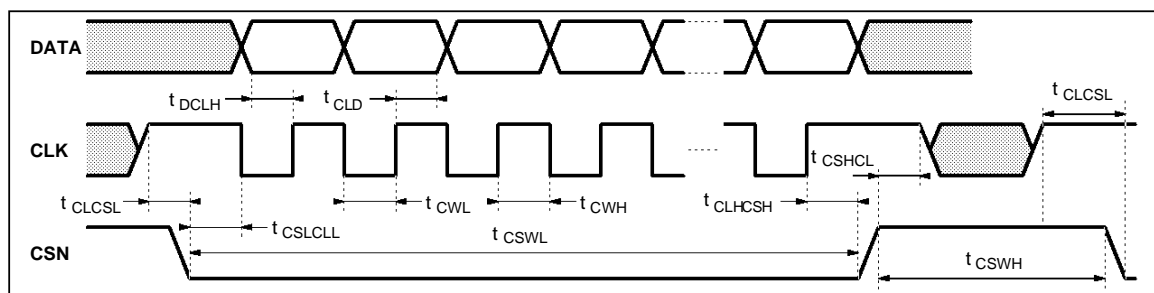 DATA
t CLCSL
t DCLH
t CLD
CLK
t CSHCL
t CLCSL
t CWL
t CWH
t CLHCSH
t CSLCLL
t CSWL
CSN
t CSWH